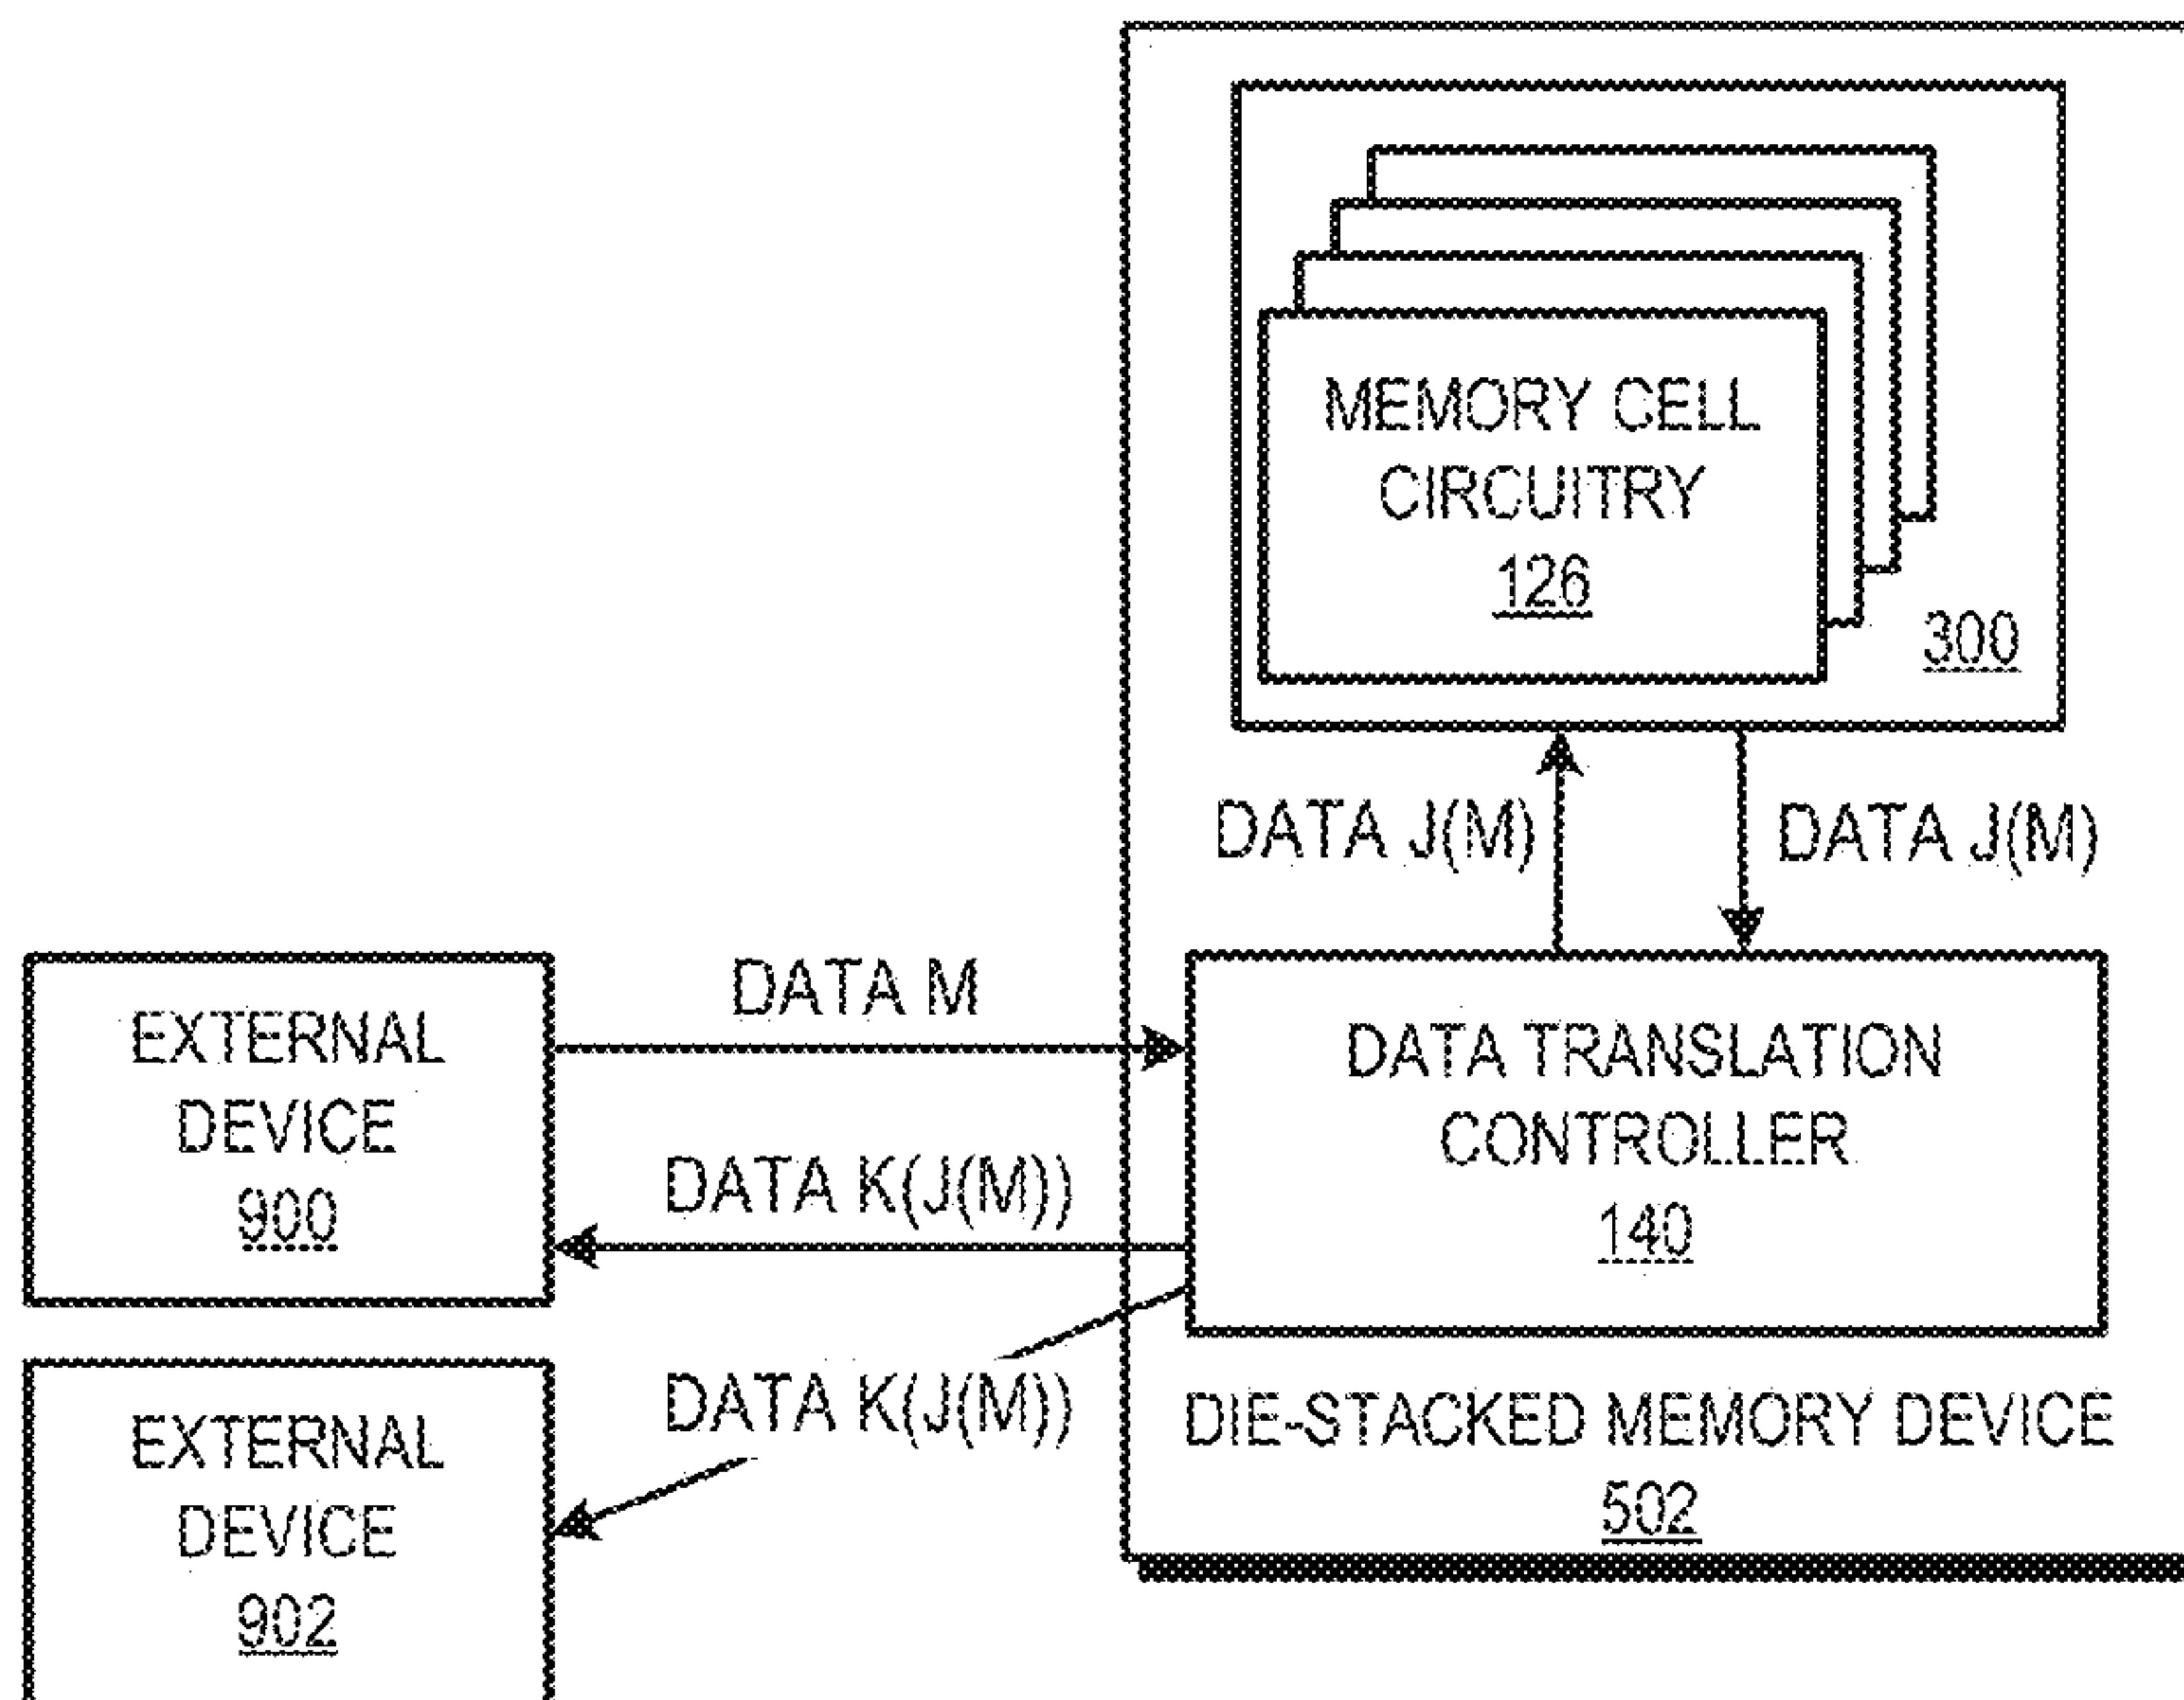 MEMORY CELL
CIRCUITRY
126
300
DATA J(M)
DATA J(M)
EXTERNAL
DEVICE
900
DATA M
DATA K(J(M))
DATA TRANSLATION
CONTROLLER
140
EXTERNAL
DEVICE
902
DATA K(J(M))
DIE-STACKED MEMORY DEVICE
502